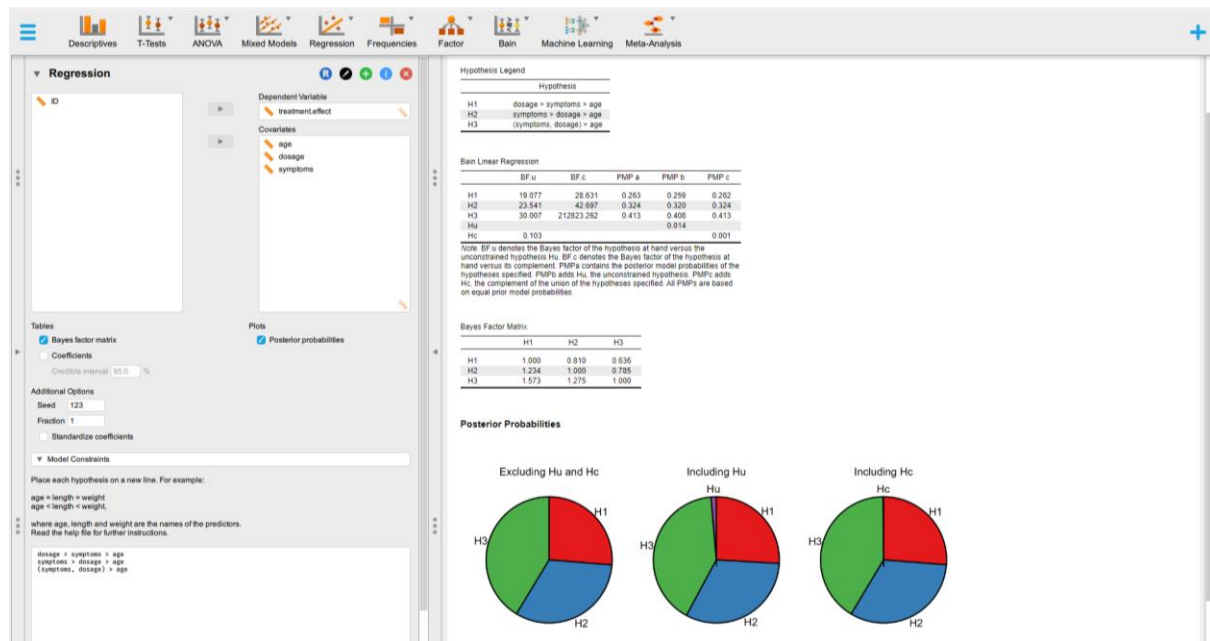 Descriptives T-Tests ANOVA Mixed Models Regression Frequencies Factor Bain Machine Learning Meta-Analysis
Regression
R
ID
Dependent Variable
treatment.effect
Covariates
age
dosage
symptoms
Tables
Bayes factor matrix
Coefficients
Credible interval 95.0 %
Plots
Posterior probabilities
Additional Options
Seed 123
Fraction 1
Standardize coefficients
Model Constraints
Place each hypothesis on a new line. For example:
age = length = weight
age < length < weight,
where age, length and weight are the names of the predictors.
Read the help file for further instructions.
dosage > symptoms > age
symptoms > dosage > age
(symptoms, dosage) > age
Hypothesis Legend
Hypothesis
H1 dosage > symptoms > age
H2 symptoms > dosage > age
H3 (symptoms, dosage) > age
Bain Linear Regression
BF.u BF.c PMP a PMP b PMP c
H1 19.077 28.631 0.263 0.259 0.262
H2 23.541 42.697 0.324 0.320 0.324
H3 30.007 212823.262 0.413 0.408 0.413
Hu 0.014
Hc 0.103 0.001
Note. BF.u denotes the Bayes factor of the hypothesis at hand versus the
unconstrained hypothesis Hu. BF.c denotes the Bayes factor of the hypothesis at
hand versus its complement. PMPa contains the posterior model probabilities of the
hypotheses specified. PMPb adds Hu, the unconstrained hypothesis. PMPc adds
Hc, the complement of the union of the hypotheses specified. All PMPs are based
on equal prior model probabilities.
Bayes Factor Matrix
H1 H2 H3
H1 1.000 0.810 0.636
H2 1.234 1.000 0.785
H3 1.573 1.275 1.000
Posterior Probabilities
Excluding Hu and Hc
H1
H3
H2
Including Hu
Hu
H1
H3
H2
Including Hc
Hc
H1
H3
H2